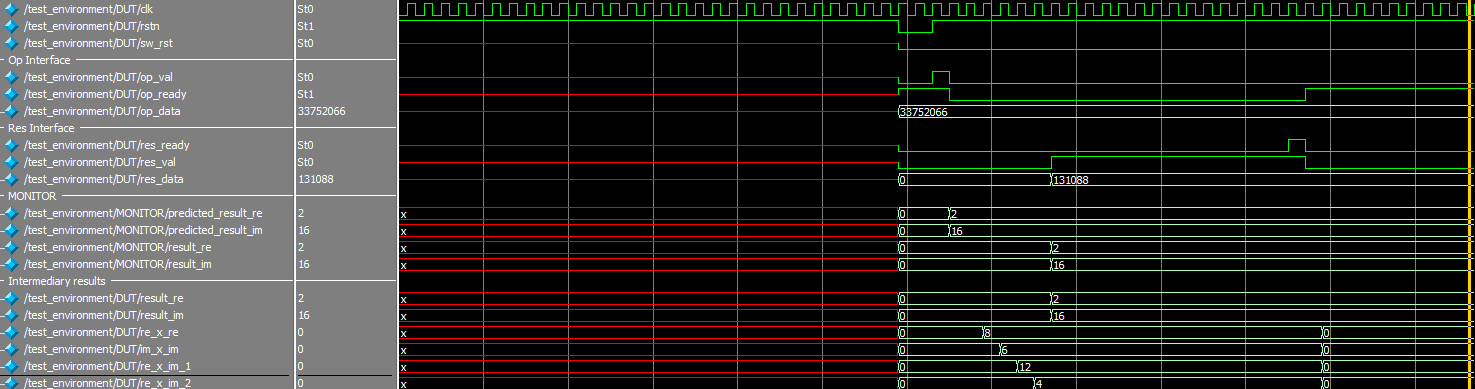 /test_environment/DUT/clk St0
/test_environment/DUT/rstn St1
/test_environment/DUT/sw_rst St0
Op Interface
/test_environment/DUT/op_val St0
/test_environment/DUT/op_ready St1
/test_environment/DUT/op_data 33752066 33752066
Res Interface
/test_environment/DUT/res_ready St0
/test_environment/DUT/res_val St0
/test_environment/DUT/res_data 131088 0 131088
MONITOR
/test_environment/MONITOR/predicted_result_re 2 x 0 2
/test_environment/MONITOR/predicted_result_im 16 x 0 16
/test_environment/MONITOR/result_re 2 x 0 2
/test_environment/MONITOR/result_im 16 x 0 16
Intermediary results
/test_environment/DUT/result_re 2 x 0 2
/test_environment/DUT/result_im 16 x 0 16
/test_environment/DUT/re_x_re 0 x 0 8 0
/test_environment/DUT/im_x_im 0 x 0 6 0
/test_environment/DUT/re_x_im_1 0 x 0 12 0
/test_environment/DUT/re_x_im_2 0 x 0 4 0